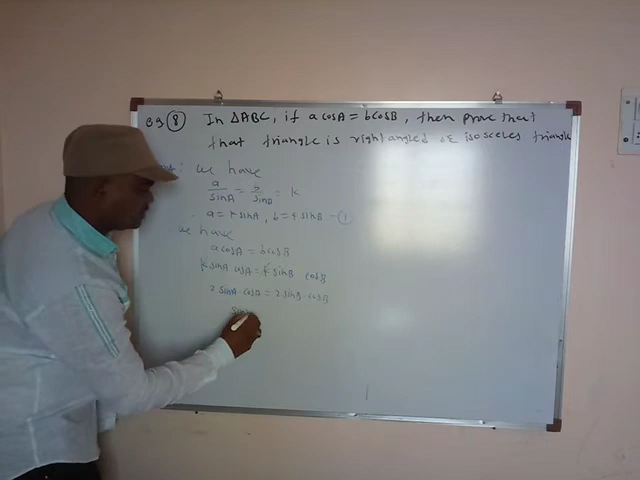 Eg 8 In ΔABC, if a cosA = b cosB, then prove that
that triangle is right angled or isosceles triangle
: we have
a/sinA = b/sinB = k
∴ a = k sinA, b = k sinB - 1
we have
a cosA = b cosB
k sinA cosA = k sinB cosB
2 sinA · cosA = 2 sinB · cosB
sin